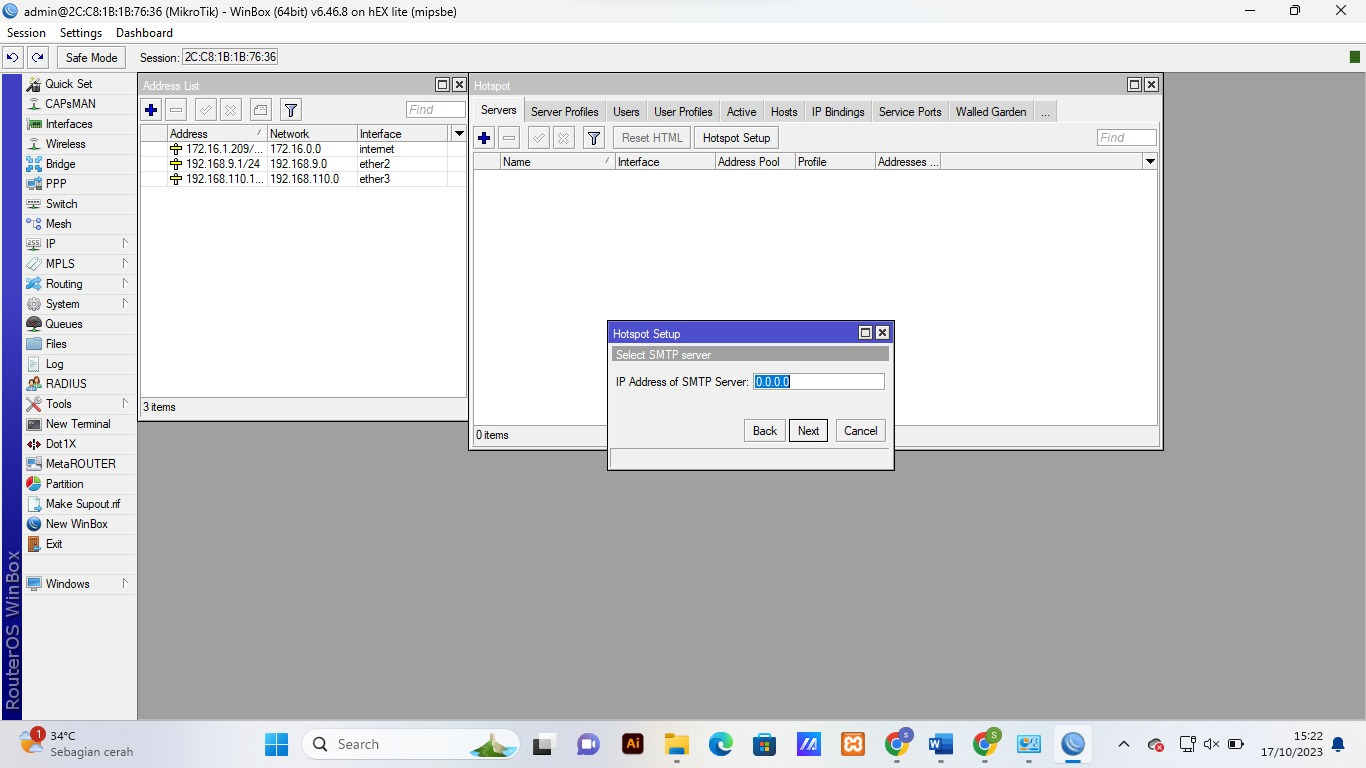 admin@2C:C8:1B:1B:76:36 (MikroTik) - WinBox (64bit) v6.46.8 on hEX lite (mipsbe)
Session Settings Dashboard
Safe Mode Session: 2C:C8:1B:1B:76:36
RouterOS WinBox
Quick Set
CAPsMAN
Interfaces
Wireless
Bridge
PPP
Switch
Mesh
IP
MPLS
Routing
System
Queues
Files
Log
RADIUS
Tools
New Terminal
Dot1X
MetaROUTER
Partition
Make Supout.rif
New WinBox
Exit
Windows
Address List
Find
Address Network Interface
172.16.1.209/... 172.16.0.0 internet
192.168.9.1/24 192.168.9.0 ether2
192.168.110.1... 192.168.110.0 ether3
3 items
Hotspot
Servers Server Profiles Users User Profiles Active Hosts IP Bindings Service Ports Walled Garden ...
Reset HTML Hotspot Setup Find
Name Interface Address Pool Profile Addresses ...
0 items
Hotspot Setup
Select SMTP server
IP Address of SMTP Server: 0.0.0.0
Back Next Cancel
1
34°C
Sebagian cerah
Search
Ai
S
W
S
15:22
17/10/2023